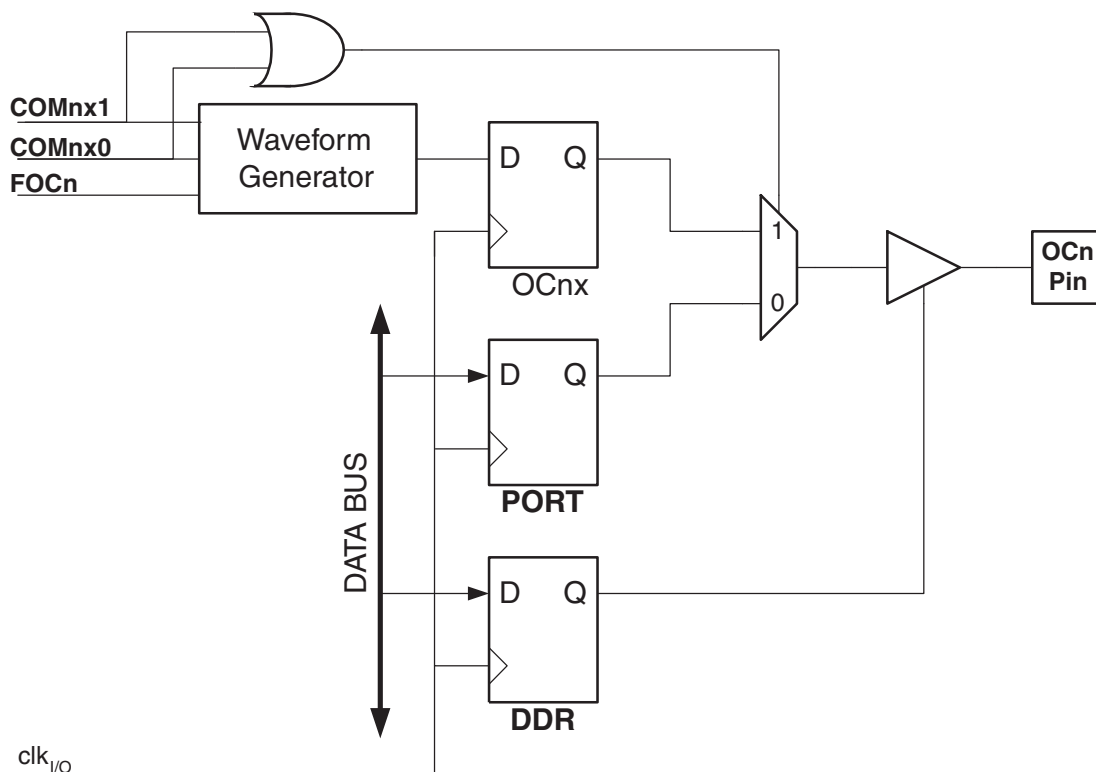 COMnx1
COMnx0
FOCn
Waveform
Generator
D Q
OCnx
1
0
OCn
Pin
D Q
PORT
DATA BUS
D Q
DDR
clkI/O